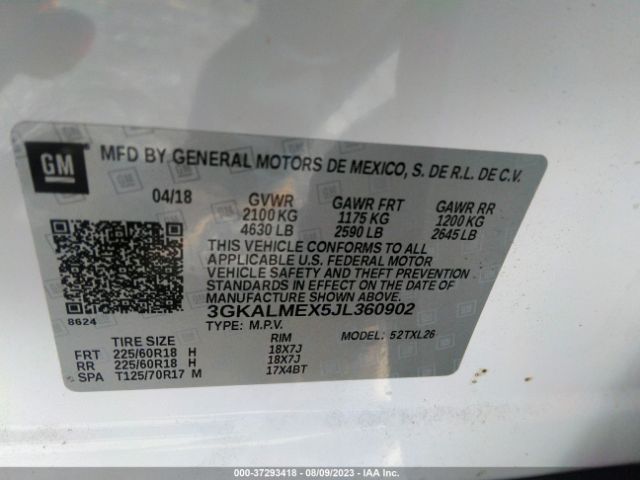 GM MFD BY GENERAL MOTORS DE MEXICO, S. DE R.L. DE C.V.
04/18 GVWR GAWR FRT GAWR RR
2100 KG 1175 KG 1200 KG
4630 LB 2590 LB 2645 LB
THIS VEHICLE CONFORMS TO ALL
APPLICABLE U.S. FEDERAL MOTOR
VEHICLE SAFETY AND THEFT PREVENTION
STANDARDS IN EFFECT ON THE DATE OF
MANUFACTURE SHOWN ABOVE.
8624 3GKALMEX5JL360902
TYPE: M.P.V. MODEL: 52TXL26
TIRE SIZE RIM
FRT 225/60R18 H 18X7J
RR 225/60R18 H 18X7J
SPA T125/70R17 M 17X4BT
000-37293418 - 08/09/2023 - IAA Inc.